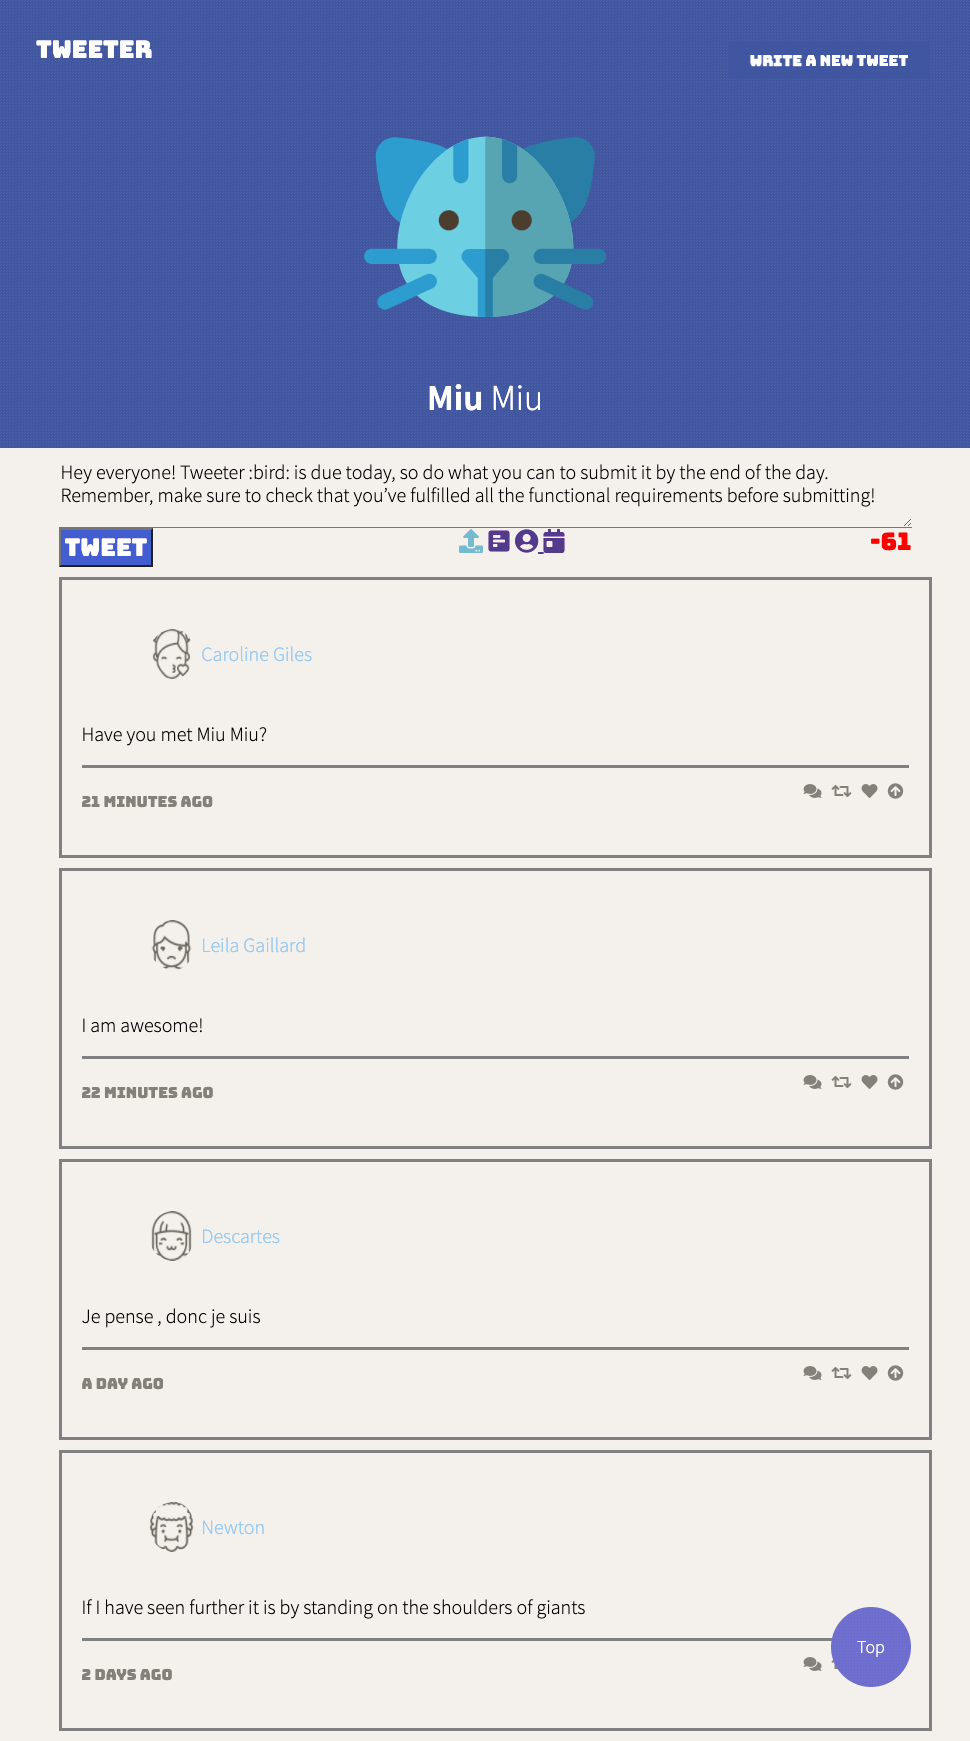 TWEETER
WRITE A NEW TWEET
Miu Miu
Hey everyone! Tweeter :bird: is due today, so do what you can to submit it by the end of the day.
Remember, make sure to check that you’ve fulfilled all the functional requirements before submitting!
TWEET
-61
Caroline Giles
Have you met Miu Miu?
21 MINUTES AGO
Leila Gaillard
I am awesome!
22 MINUTES AGO
Descartes
Je pense , donc je suis
A DAY AGO
Newton
If I have seen further it is by standing on the shoulders of giants
2 DAYS AGO
Top